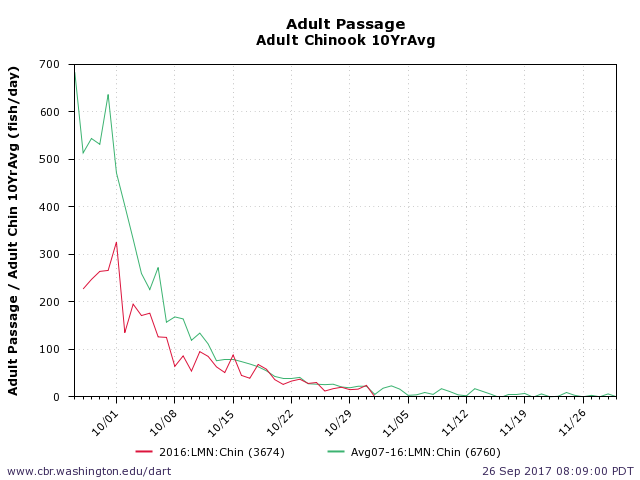 Adult Passage
Adult Chinook 10YrAvg
Adult Passage / Adult Chin 10YrAvg (fish/day)
700
600
500
400
300
200
100
0
10/01
10/08
10/15
10/22
10/29
11/05
11/12
11/19
11/26
2016:LMN:Chin (3674)
Avg07-16:LMN:Chin (6760)
www.cbr.washington.edu/dart
26 Sep 2017 08:09:00 PDT